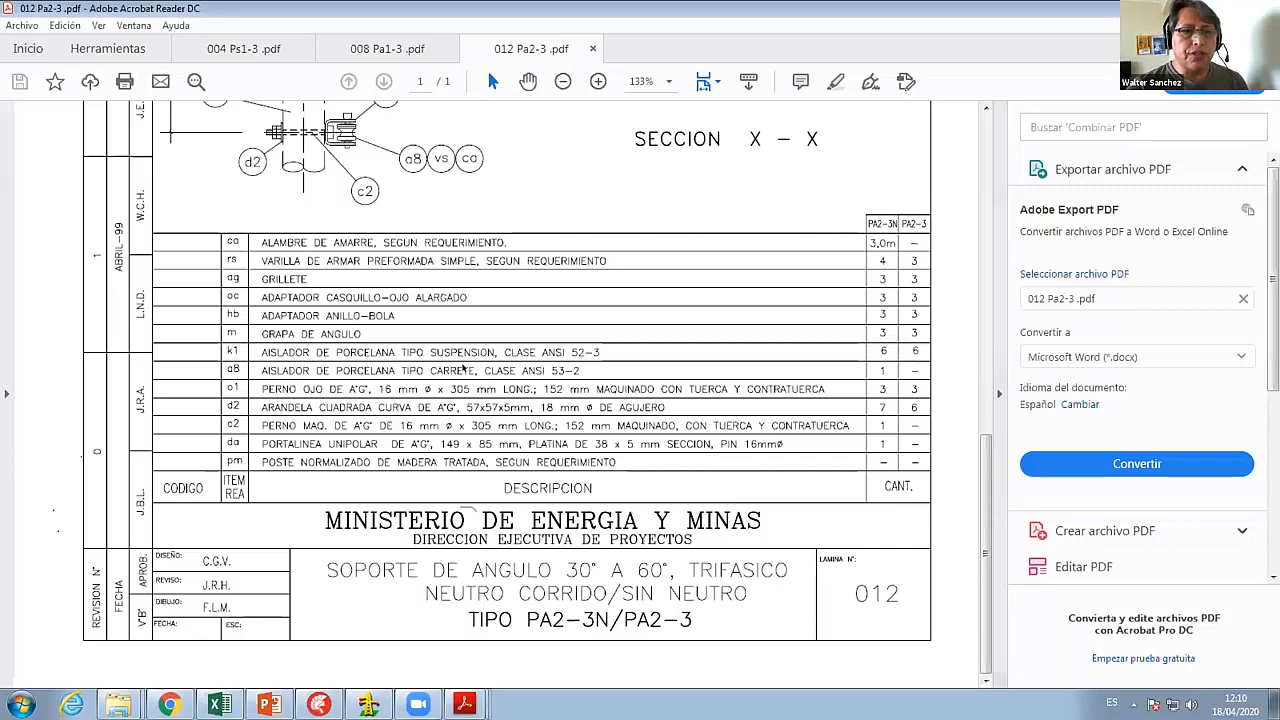 012 Pa2-3 .pdf - Adobe Acrobat Reader DC
Archivo Edición Ver Ventana Ayuda
Inicio Herramientas 004 Ps1-3 .pdf 008 Pa1-3 .pdf 012 Pa2-3 .pdf ×
1 / 1 133%
Walter Sanchez
d2 a8 vs ca
c2
SECCION X - X
PA2-3N PA2-3
ca ALAMBRE DE AMARRE, SEGUN REQUERIMIENTO. 3,0m -
rs VARILLA DE ARMAR PREFORMADA SIMPLE, SEGUN REQUERIMIENTO 4 3
ag GRILLETE 3 3
oc ADAPTADOR CASQUILLO-OJO ALARGADO 3 3
hb ADAPTADOR ANILLO-BOLA 3 3
m GRAPA DE ANGULO 3 3
k1 AISLADOR DE PORCELANA TIPO SUSPENSION, CLASE ANSI 52-3 6 6
a8 AISLADOR DE PORCELANA TIPO CARRETE, CLASE ANSI 53-2 1 -
o1 PERNO OJO DE A°G°, 16 mm ø x 305 mm LONG.; 152 mm MAQUINADO CON TUERCA Y CONTRATUERCA 3 3
d2 ARANDELA CUADRADA CURVA DE A°G°, 57x57x5mm, 18 mm ø DE AGUJERO 7 6
c2 PERNO MAQ. DE A°G° DE 16 mm ø x 305 mm LONG.; 152 mm MAQUINADO, CON TUERCA Y CONTRATUERCA 1 -
da PORTALINEA UNIPOLAR DE A°G°, 149 x 85 mm, PLATINA DE 38 x 5 mm SECCION, PIN 16mmø 1 -
pm POSTE NORMALIZADO DE MADERA TRATADA, SEGUN REQUERIMIENTO - -
CODIGO ITEM REA DESCRIPCION CANT.
MINISTERIO DE ENERGIA Y MINAS
DIRECCION EJECUTIVA DE PROYECTOS
DISEÑO: C.G.V.
REVISO: J.R.H.
DIBUJO: F.L.M.
FECHA: ESC:
SOPORTE DE ANGULO 30° A 60°, TRIFASICO
NEUTRO CORRIDO/SIN NEUTRO
TIPO PA2-3N/PA2-3
LAMINA N°:
012
REVISION N° 0 1
FECHA ABRIL-99
V°B° APROB. J.B.L. J.R.A. L.N.D. W.C.H. J.E.
Buscar 'Combinar PDF'
Exportar archivo PDF
Adobe Export PDF
Convertir archivos PDF a Word o Excel Online
Seleccionar archivo PDF
012 Pa2-3 .pdf
Convertir a
Microsoft Word (*.docx)
Idioma del documento:
Español Cambiar
Convertir
Crear archivo PDF
Editar PDF
Convierta y edite archivos PDF
con Acrobat Pro DC
Empezar prueba gratuita
ES
12:10
18/04/2020